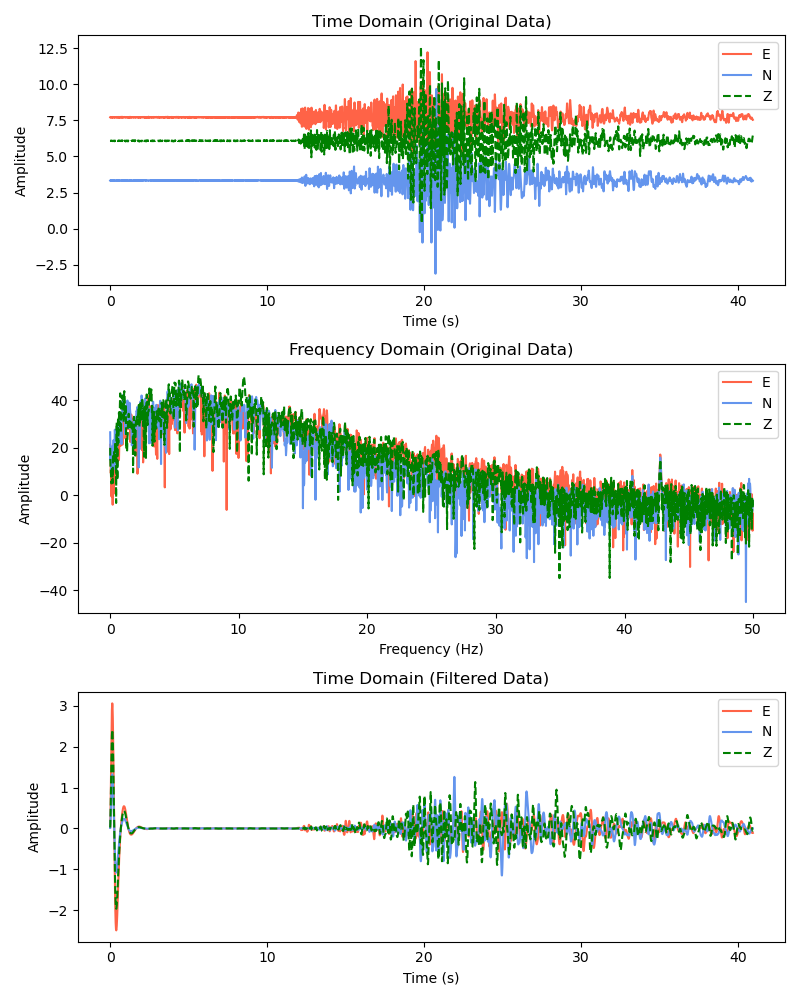 Time Domain (Original Data)
Amplitude
12.5
10.0
7.5
5.0
2.5
0.0
−2.5
E
N
Z
0 10 20 30 40
Time (s)
Frequency Domain (Original Data)
Amplitude
40
20
0
−20
−40
E
N
Z
0 10 20 30 40 50
Frequency (Hz)
Time Domain (Filtered Data)
Amplitude
3
2
1
0
−1
−2
E
N
Z
0 10 20 30 40
Time (s)